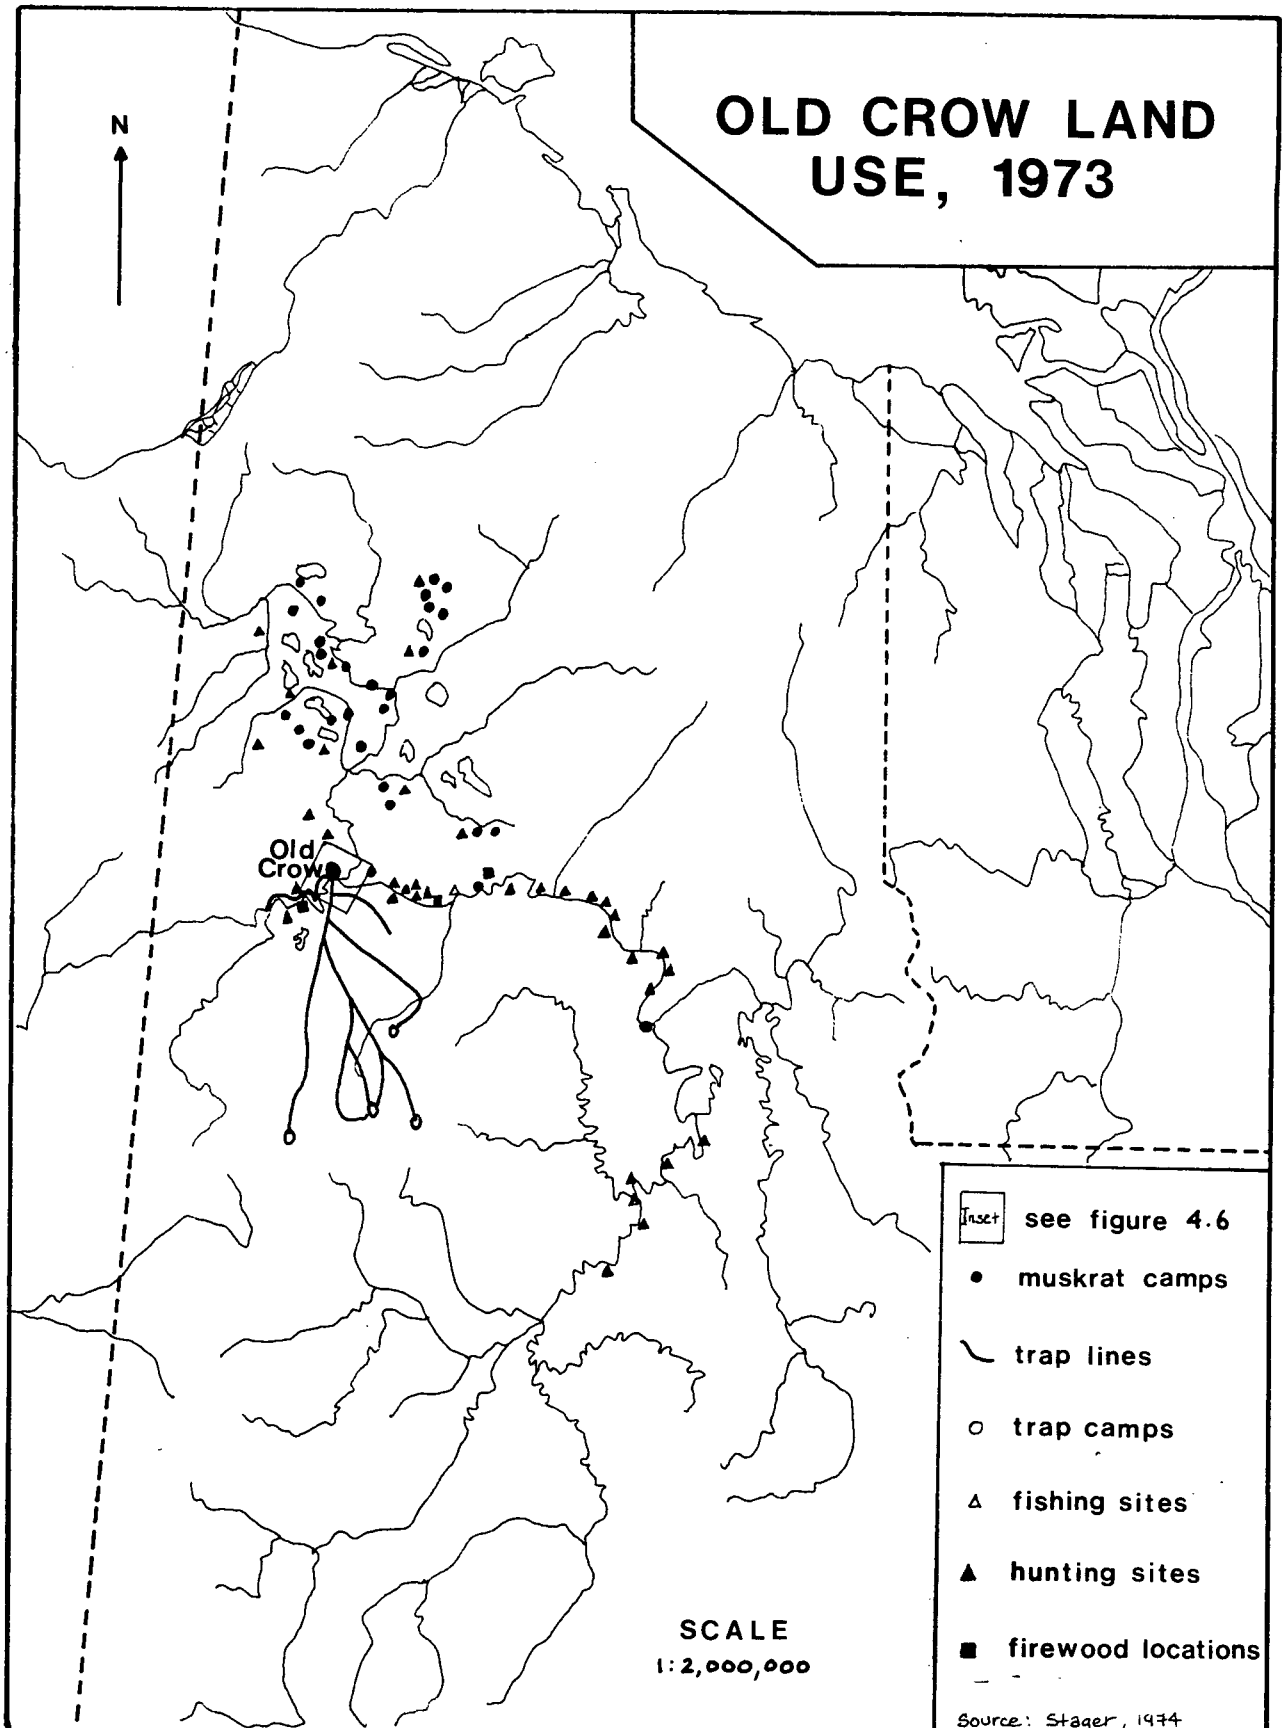 OLD CROW LAND
USE, 1973
N
Old
Crow
Inset see figure 4.6
muskrat camps
trap lines
trap camps
fishing sites
hunting sites
firewood locations
SCALE
1:2,000,000
Source: Stager, 1974